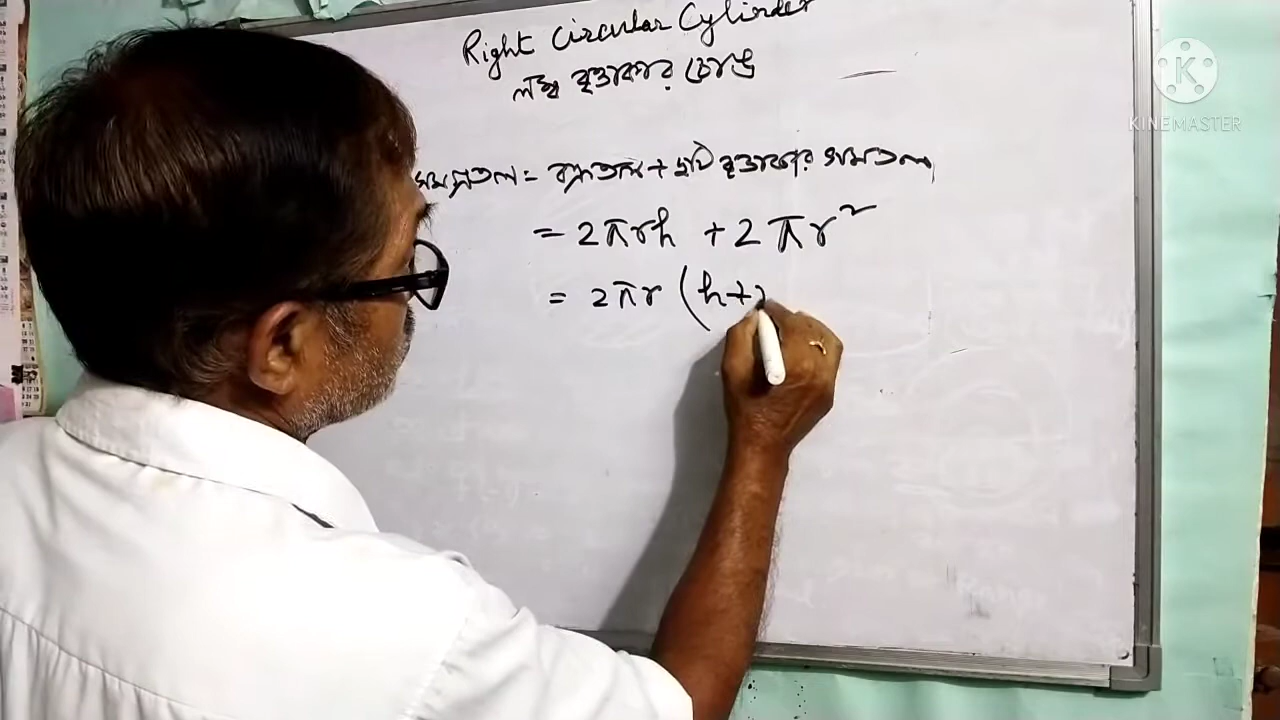 Right Circular Cylinder
লম্ব বৃত্তাকার চোঙ
সমগ্রতল = বক্রতল + দুটি বৃত্তাকার সমতল
= 2πrh + 2πr²
= 2πr (h+r
KINEMASTER